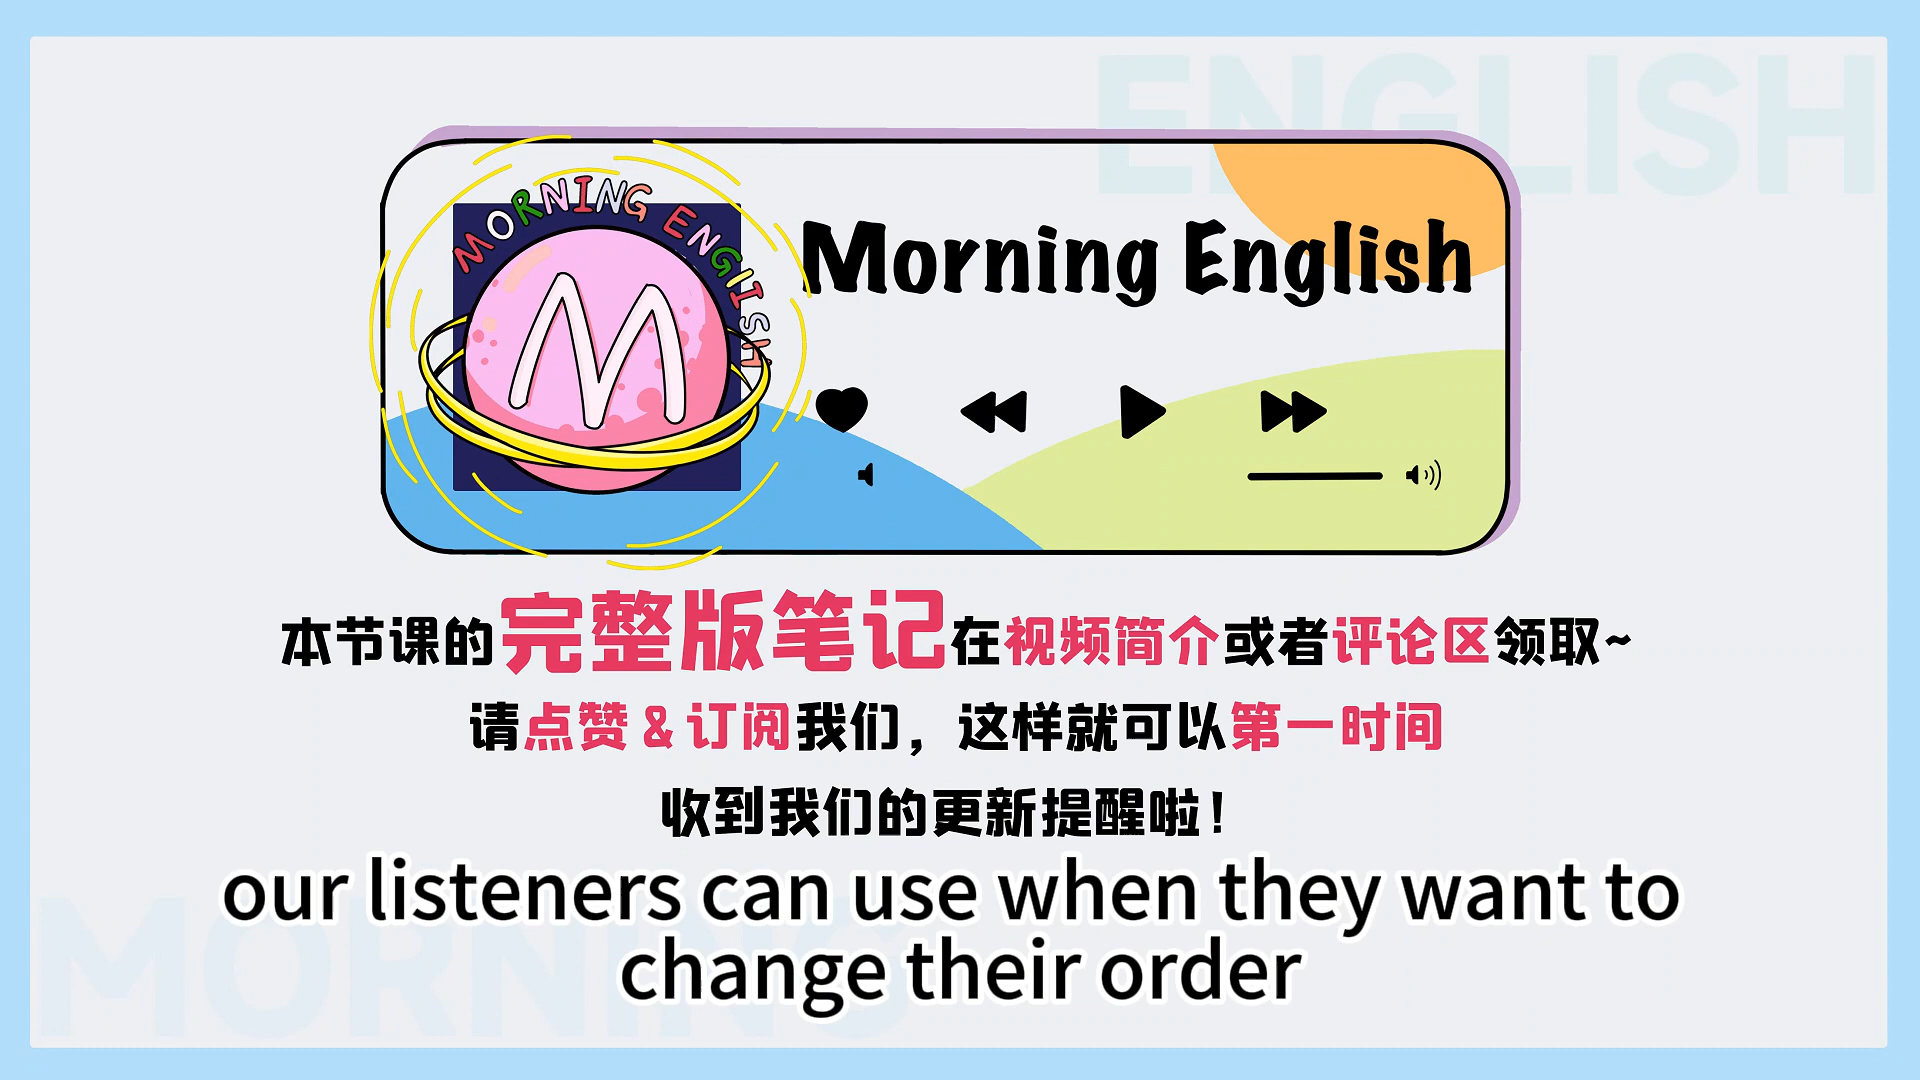 ENGLISH
MORNING ENGLISH
M
Morning English
本节课的完整版笔记在视频简介或者评论区领取~
请点赞&订阅我们，这样就可以第一时间
收到我们的更新提醒啦！
MORNING
our listeners can use when they want to
change their order